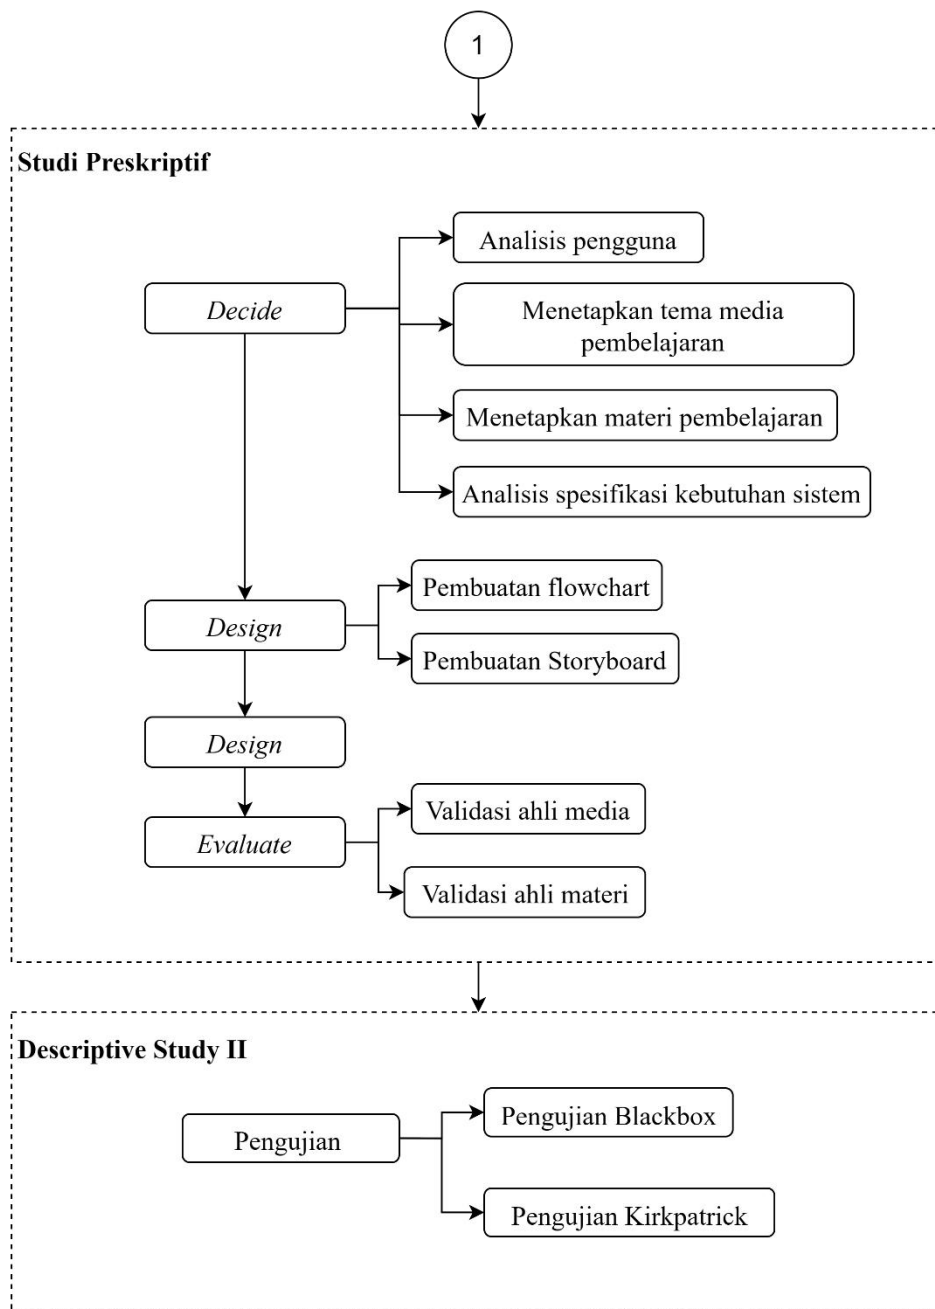 1
Studi Preskriptif
Analisis pengguna
Decide
Menetapkan tema media
pembelajaran
Menetapkan materi pembelajaran
Analisis spesifikasi kebutuhan sistem
Design
Pembuatan flowchart
Pembuatan Storyboard
Design
Evaluate
Validasi ahli media
Validasi ahli materi
Descriptive Study II
Pengujian
Pengujian Blackbox
Pengujian Kirkpatrick